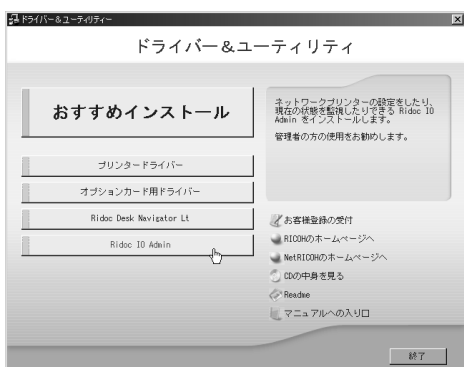 ドライバー&ユーティリティー
ドライバー&ユーティリティ
おすすめインストール
プリンタードライバー
オプションカード用ドライバー
Ridoc Desk Navigator Lt
Ridoc IO Admin
ネットワークプリンターの設定をしたり、
現在の状態を監視したりできる Ridoc IO
Admin をインストールします。
管理者の方の使用をお勧めします。
お客様登録の受付
RICOHのホームページへ
NetRICOHのホームページへ
CDの中身を見る
Readme
マニュアルへの入り口
終了